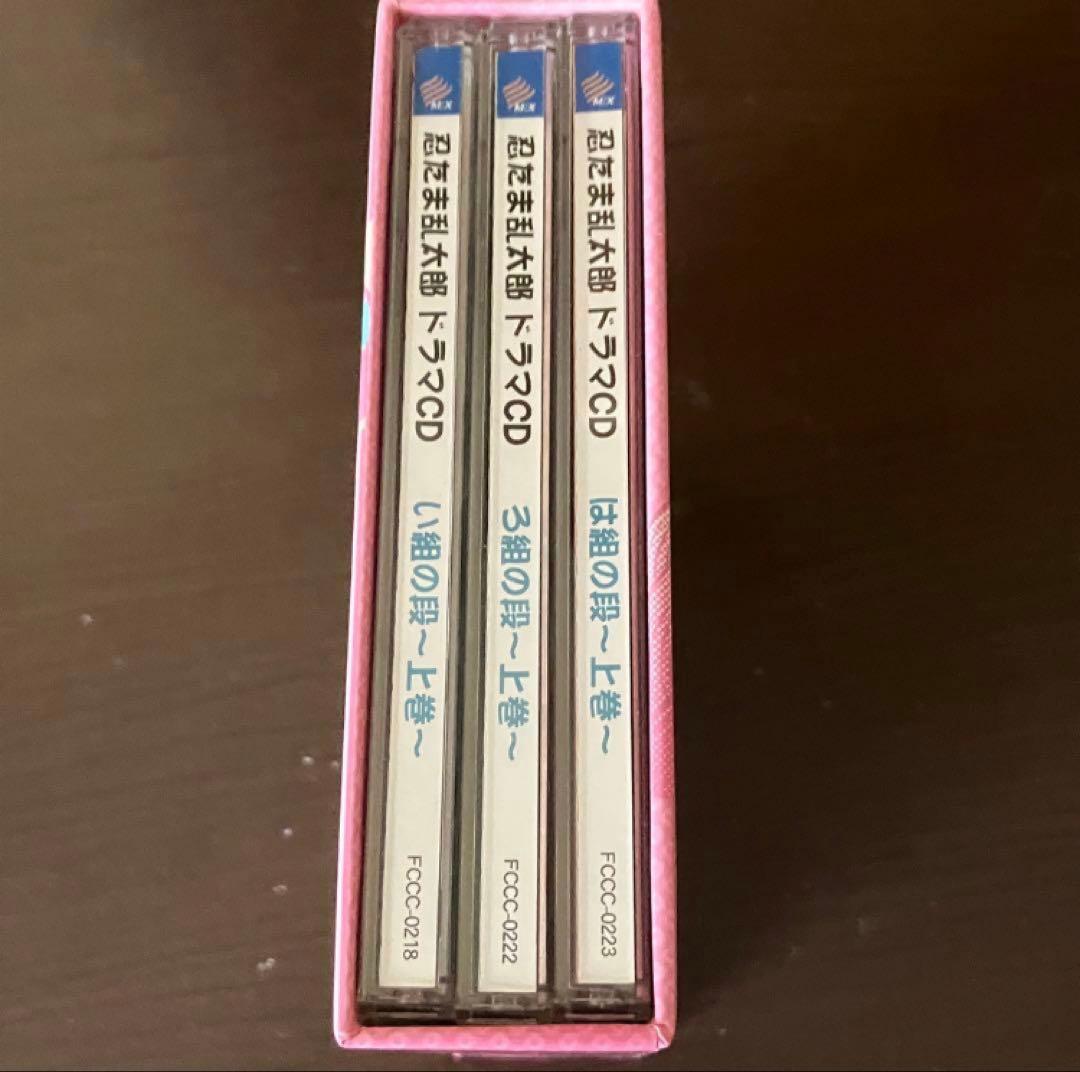 M:X 忍たま乱太郎 ドラマCD い組の段～上巻～ FCCC-0218
M:X 忍たま乱太郎 ドラマCD ろ組の段～上巻～ FCCC-0222
M:X 忍たま乱太郎 ドラマCD は組の段～上巻～ FCCC-0223